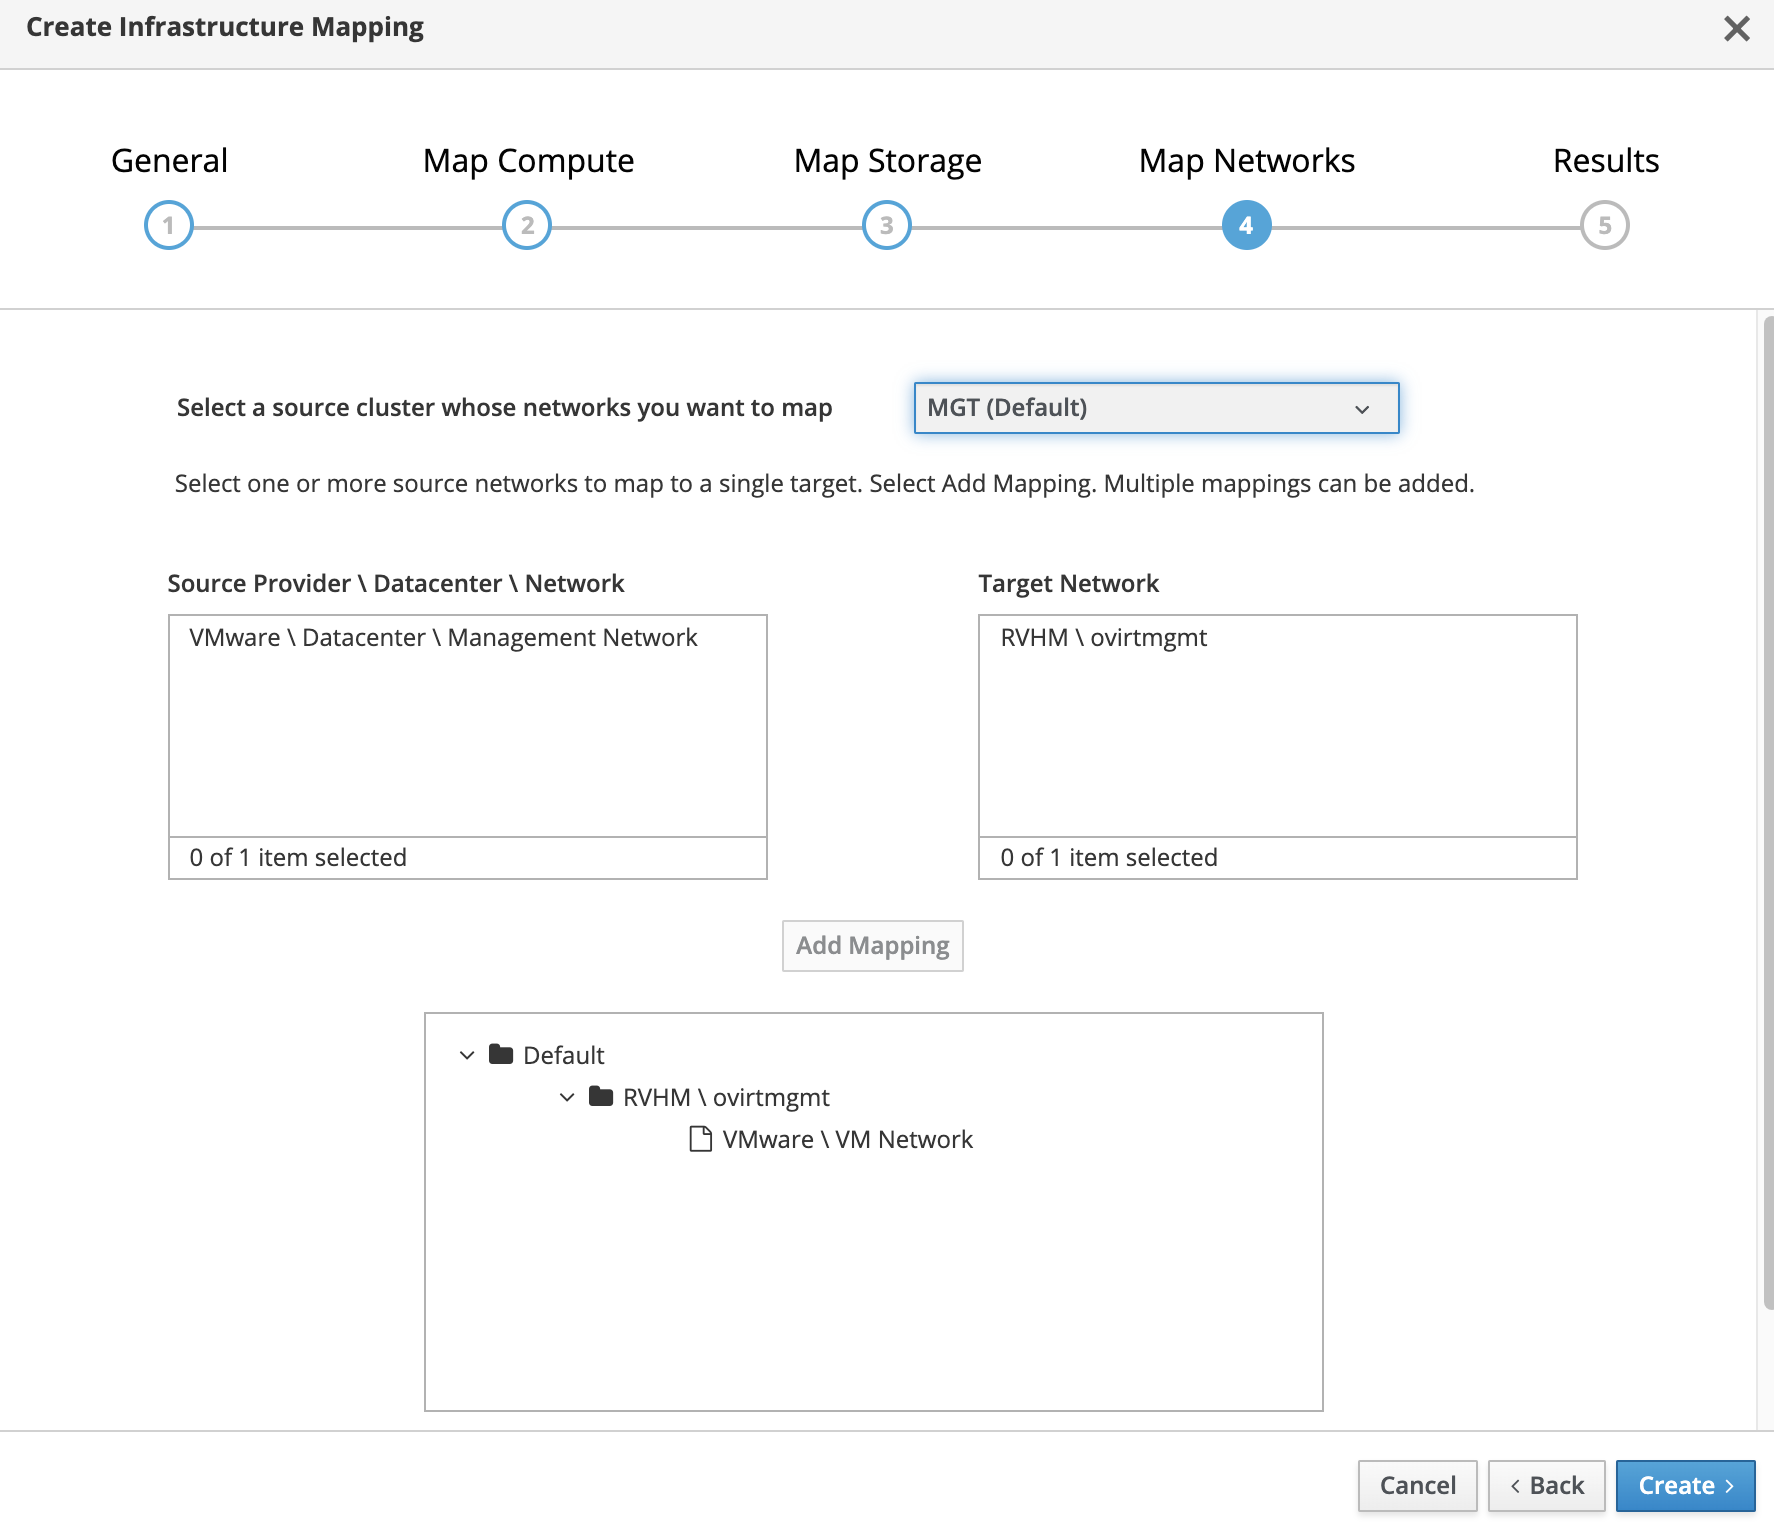 Create Infrastructure Mapping
General
Map Compute
Map Storage
Map Networks
Results
1
2
3
4
5
Select a source cluster whose networks you want to map
MGT (Default)
Select one or more source networks to map to a single target. Select Add Mapping. Multiple mappings can be added.
Source Provider \ Datacenter \ Network
Target Network
VMware \ Datacenter \ Management Network
RVHM \ ovirtmgmt
0 of 1 item selected
0 of 1 item selected
Add Mapping
Default
RVHM \ ovirtmgmt
VMware \ VM Network
Cancel
Back
Create